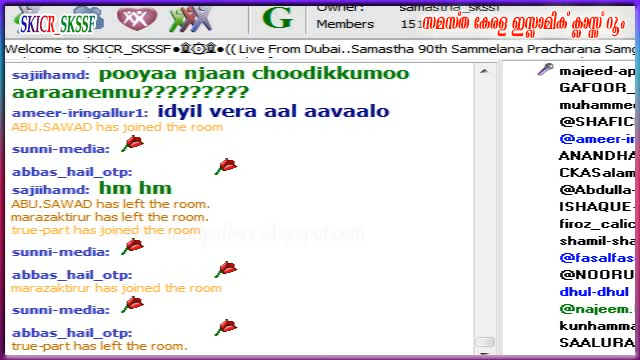 SKICR_SKSSF
G
Owner: samastha_skssf
Members 151
സമസ്ത കേരള ഇസ്ലാമിക് ക്ലാസ്സ് റൂം
Welcome to SKICR_SKSSF●۩۞۩●(( Live From Dubai..Samastha 90th Sammelana Pracharana Samg
sajiihamd: pooyaa njaan choodikkumoo
aaraanennu?????????
ameer-iringallur1: idyil vera aal aavaalo
ABU.SAWAD has joined the room
sunni-media:
abbas_hail_otp:
sajiihamd: hm hm
ABU.SAWAD has left the room.
marazaktirur has left the room.
true-part has joined the room
sunni-media:
abbas_hail_otp:
marazaktirur has joined the room
sunni-media:
abbas_hail_otp:
true-part has left the room.
majeed-ap
GAFOOR_
muhammed
@SHAFIC
@ameer-ir
ANANDHA
CKASalam
@Abdulla-
ISHAQUE-
firoz_calic
shamil-sha
@fasalfas
@NOORU
dhul-dhul
@najeem.
kunhamma
SAALURA